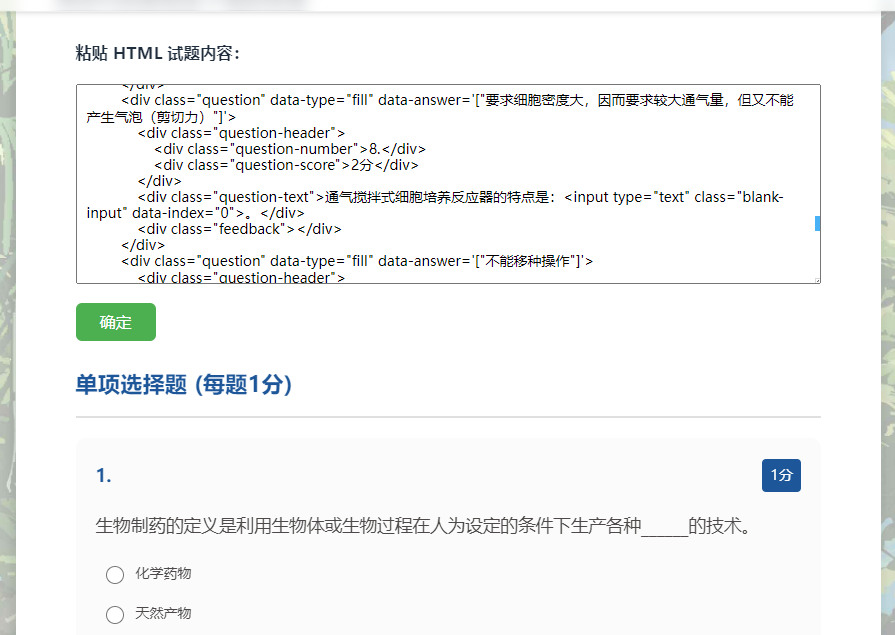 粘贴 HTML 试题内容：
</div>
<div class="question" data-type="fill" data-answer='["要求细胞密度大，因而要求较大通气量，但又不能
产生气泡（剪切力）"]'>
<div class="question-header">
<div class="question-number">8.</div>
<div class="question-score">2分</div>
</div>
<div class="question-text">通气搅拌式细胞培养反应器的特点是：<input type="text" class="blank-
input" data-index="0">。</div>
<div class="feedback"></div>
</div>
<div class="question" data-type="fill" data-answer='["不能移种操作"]'>
<div class="question-header">
确定
单项选择题 (每题1分)
1.
1分
生物制药的定义是利用生物体或生物过程在人为设定的条件下生产各种______的技术。
化学药物
天然产物